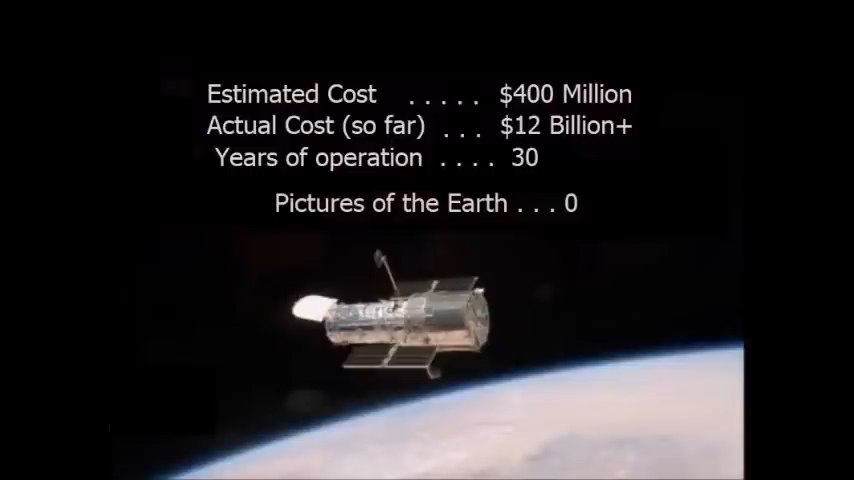 Estimated Cost ..... $400 Million
Actual Cost (so far) ... $12 Billion+
Years of operation .... 30
Pictures of the Earth ... 0